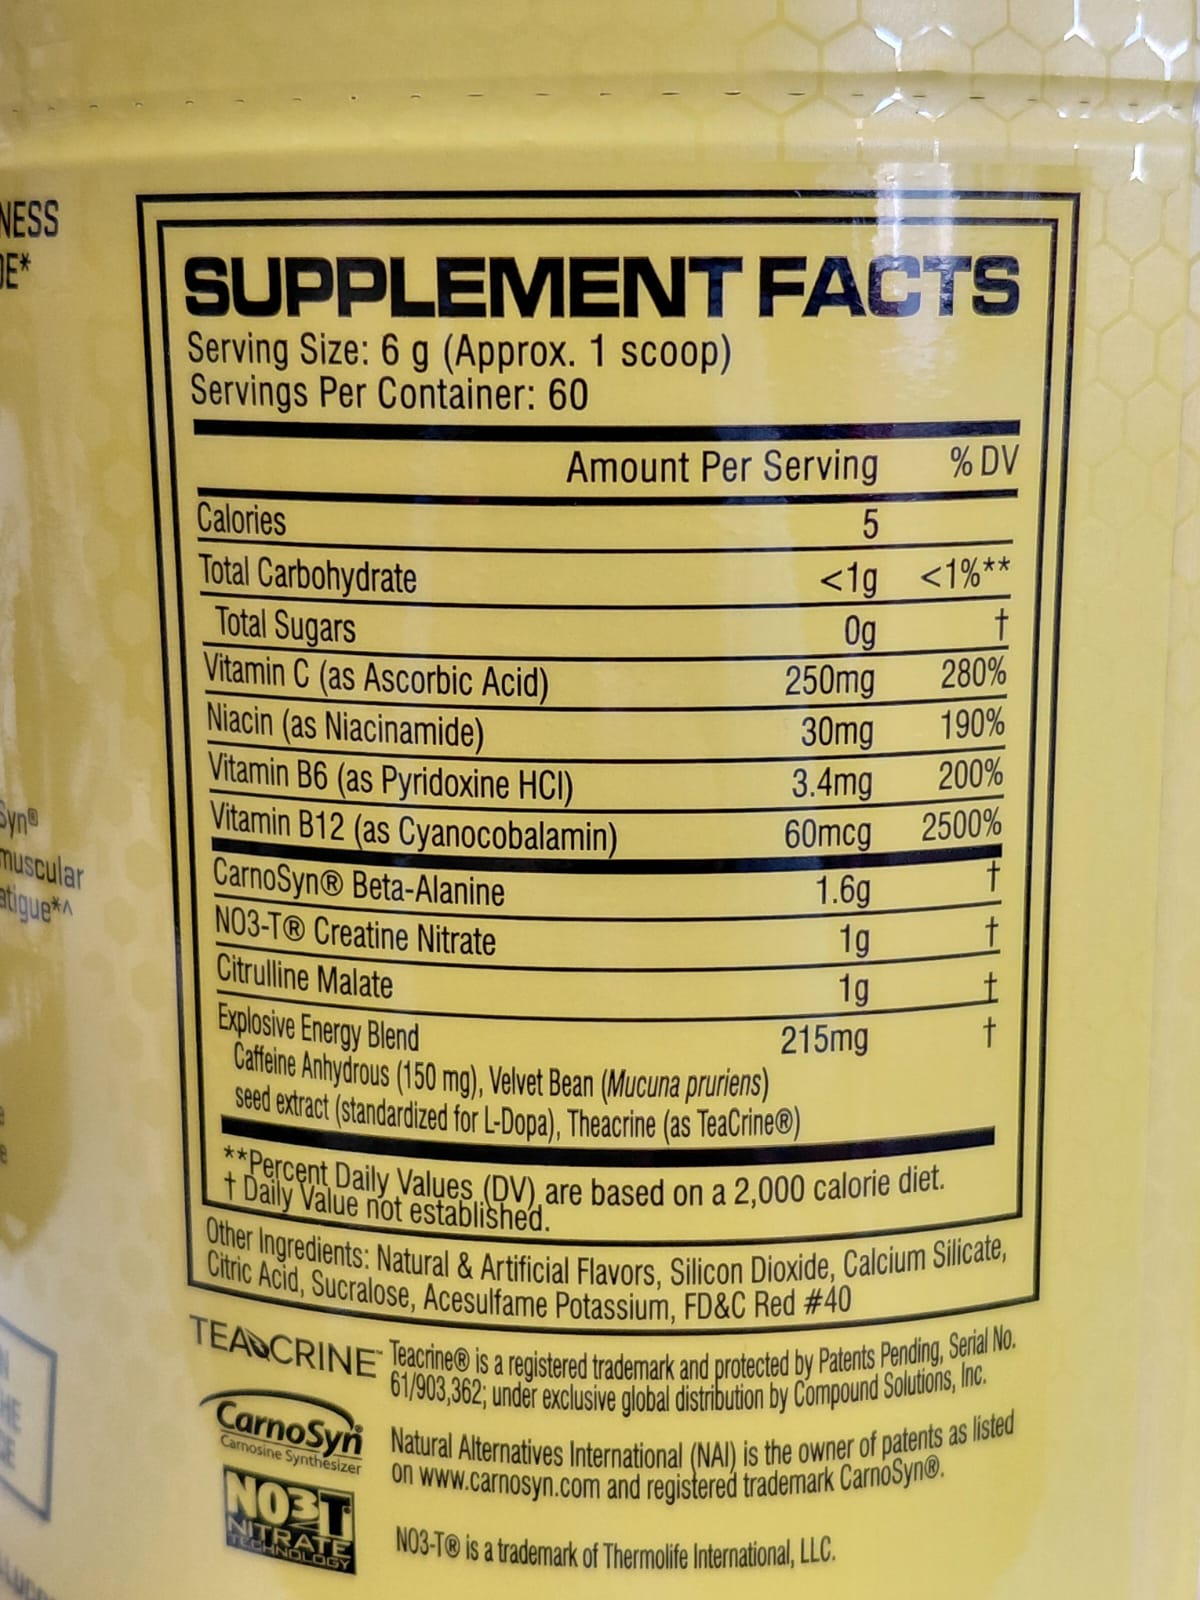 NESS
DE*
SUPPLEMENT FACTS
Serving Size: 6 g (Approx. 1 scoop)
Servings Per Container: 60
Amount Per Serving % DV
Calories 5
Total Carbohydrate <1g <1%**
Total Sugars 0g †
Vitamin C (as Ascorbic Acid) 250mg 280%
Niacin (as Niacinamide) 30mg 190%
Vitamin B6 (as Pyridoxine HCl) 3.4mg 200%
Vitamin B12 (as Cyanocobalamin) 60mcg 2500%
CarnoSyn® Beta-Alanine 1.6g †
NO3-T® Creatine Nitrate 1g †
Citrulline Malate 1g †
Explosive Energy Blend 215mg †
Caffeine Anhydrous (150 mg), Velvet Bean (Mucuna pruriens)
seed extract (standardized for L-Dopa), Theacrine (as TeaCrine®)
**Percent Daily Values (DV) are based on a 2,000 calorie diet.
† Daily Value not established.
Other Ingredients: Natural & Artificial Flavors, Silicon Dioxide, Calcium Silicate,
Citric Acid, Sucralose, Acesulfame Potassium, FD&C Red #40
TEACRINE™ Teacrine® is a registered trademark and protected by Patents Pending, Serial No.
61/903,362; under exclusive global distribution by Compound Solutions, Inc.
CarnoSyn®
Carnosine Synthesizer
Natural Alternatives International (NAI) is the owner of patents as listed
on www.carnosyn.com and registered trademark CarnoSyn®.
NO3T
NITRATE
TECHNOLOGY
NO3-T® is a trademark of Thermolife International, LLC.
Syn®
muscular
atigue*^